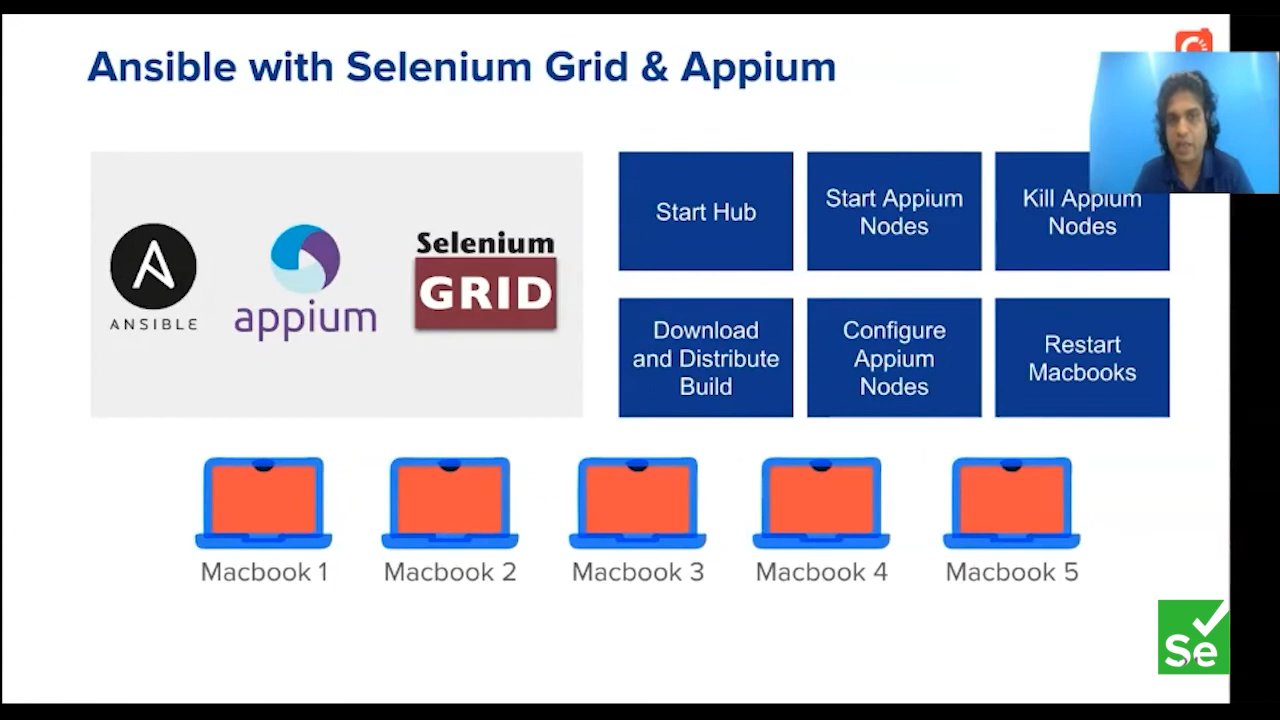 Ansible with Selenium Grid & Appium
ANSIBLE
appium
Selenium
GRID
Start Hub
Start Appium
Nodes
Kill Appium
Nodes
Download
and Distribute
Build
Configure
Appium
Nodes
Restart
Macbooks
Macbook 1
Macbook 2
Macbook 3
Macbook 4
Macbook 5
Se